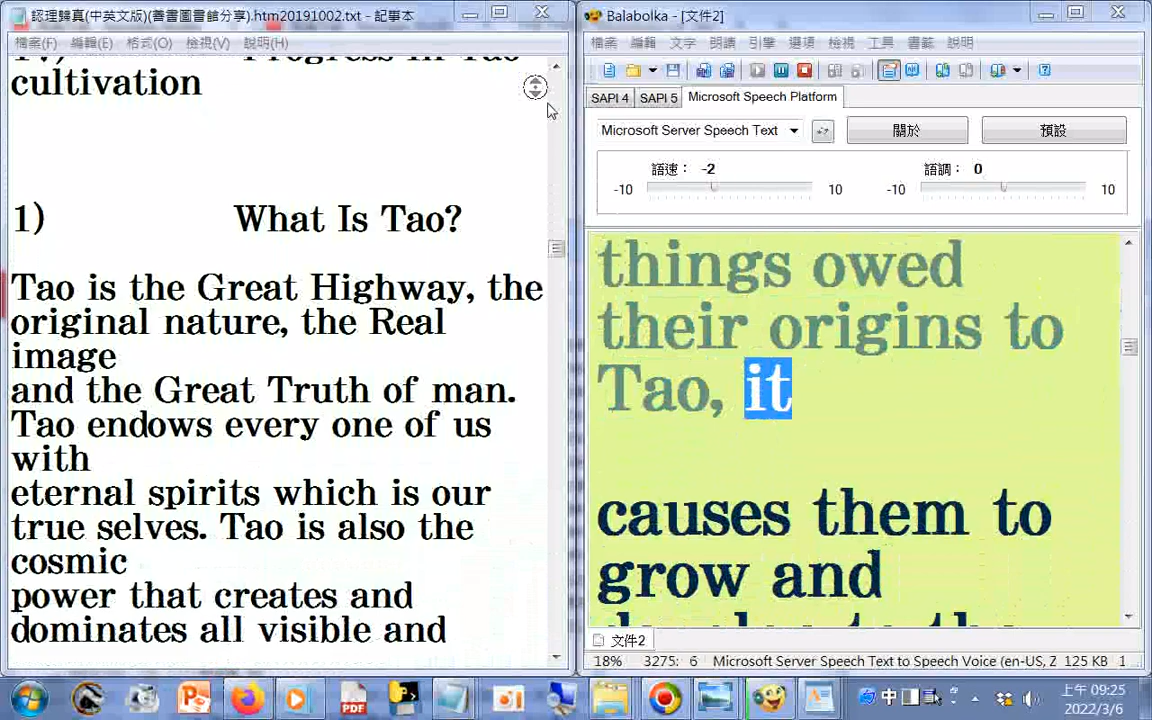 認理歸真(中英文版)(善書圖書館分享).htm20191002.txt - 記事本
檔案(F) 編輯(E) 格式(O) 檢視(V) 說明(H)
Progress in Tao
cultivation
1) What Is Tao?
Tao is the Great Highway, the
original nature, the Real
image
and the Great Truth of man.
Tao endows every one of us
with
eternal spirits which is our
true selves. Tao is also the
cosmic
power that creates and
dominates all visible and
Balabolka - [文件2]
檔案 編輯 文字 朗讀 引擎 選項 檢視 工具 書籤 說明
SAPI 4 SAPI 5 Microsoft Speech Platform
Microsoft Server Speech Text 關於 預設
語速： -2 語調： 0
-10 10 -10 10
things owed
their origins to
Tao, it
causes them to
grow and
文件2
18% 3275: 6 Microsoft Server Speech Text to Speech Voice (en-US, Z 125 KB 1
PDF
中
上午 09:25
2022/3/6